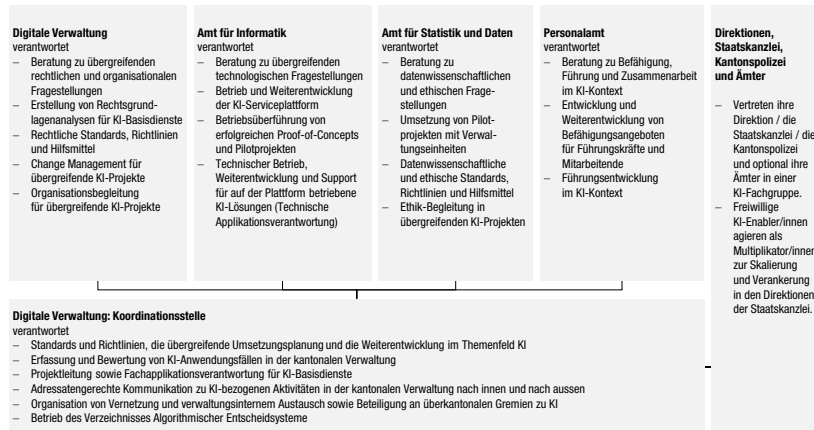 Digitale Verwaltung
verantwortet
– Beratung zu übergreifenden
rechtlichen und organisationalen
Fragestellungen
– Erstellung von Rechtsgrund-
lagenanalysen für KI-Basisdienste
– Rechtliche Standards, Richtlinien
und Hilfsmittel
– Change Management für
übergreifende KI-Projekte
– Organisationsbegleitung
für übergreifende KI-Projekte
Amt für Informatik
verantwortet
– Beratung zu übergreifenden
technologischen Fragestellungen
– Betrieb und Weiterentwicklung
der KI-Serviceplattform
– Betriebsüberführung von
erfolgreichen Proof-of-Concepts
und Pilotprojekten
– Technischer Betrieb,
Weiterentwicklung und Support
für auf der Plattform betriebene
KI-Lösungen (Technische
Applikationsverantwortung)
Amt für Statistik und Daten
verantwortet
– Beratung zu
datenwissenschaftlichen
und ethischen Frage-
stellungen
– Umsetzung von Pilot-
projekten mit Verwal-
tungseinheiten
– Datenwissenschaftliche
und ethische Standards,
Richtlinien und Hilfsmittel
– Ethik-Begleitung in
übergreifenden KI-Projekten
Personalamt
verantwortet
– Beratung zu Befähigung,
Führung und Zusammenarbeit
im KI-Kontext
– Entwicklung und
Weiterentwicklung von
Befähigungsangeboten
für Führungskräfte und
Mitarbeitende
– Führungsentwicklung
im KI-Kontext
Direktionen,
Staatskanzlei,
Kantonspolizei
und Ämter
– Vertreten ihre
Direktion / die
Staatskanzlei / die
Kantonspolizei
und optional ihre
Ämter in einer
KI-Fachgruppe.
– Freiwillige
KI-Enabler/innen
agieren als
Multiplikator/innen
zur Skalierung
und Verankerung
in den Direktionen
der Staatskanzlei.
Digitale Verwaltung: Koordinationsstelle
verantwortet
– Standards und Richtlinien, die übergreifende Umsetzungsplanung und die Weiterentwicklung im Themenfeld KI
– Erfassung und Bewertung von KI-Anwendungsfällen in der kantonalen Verwaltung
– Projektleitung sowie Fachapplikationsverantwortung für KI-Basisdienste
– Adressatengerechte Kommunikation zu KI-bezogenen Aktivitäten in der kantonalen Verwaltung nach innen und nach aussen
– Organisation von Vernetzung und verwaltungsinternem Austausch sowie Beteiligung an überkantonalen Gremien zu KI
– Betrieb des Verzeichnisses Algorithmischer Entscheidsysteme